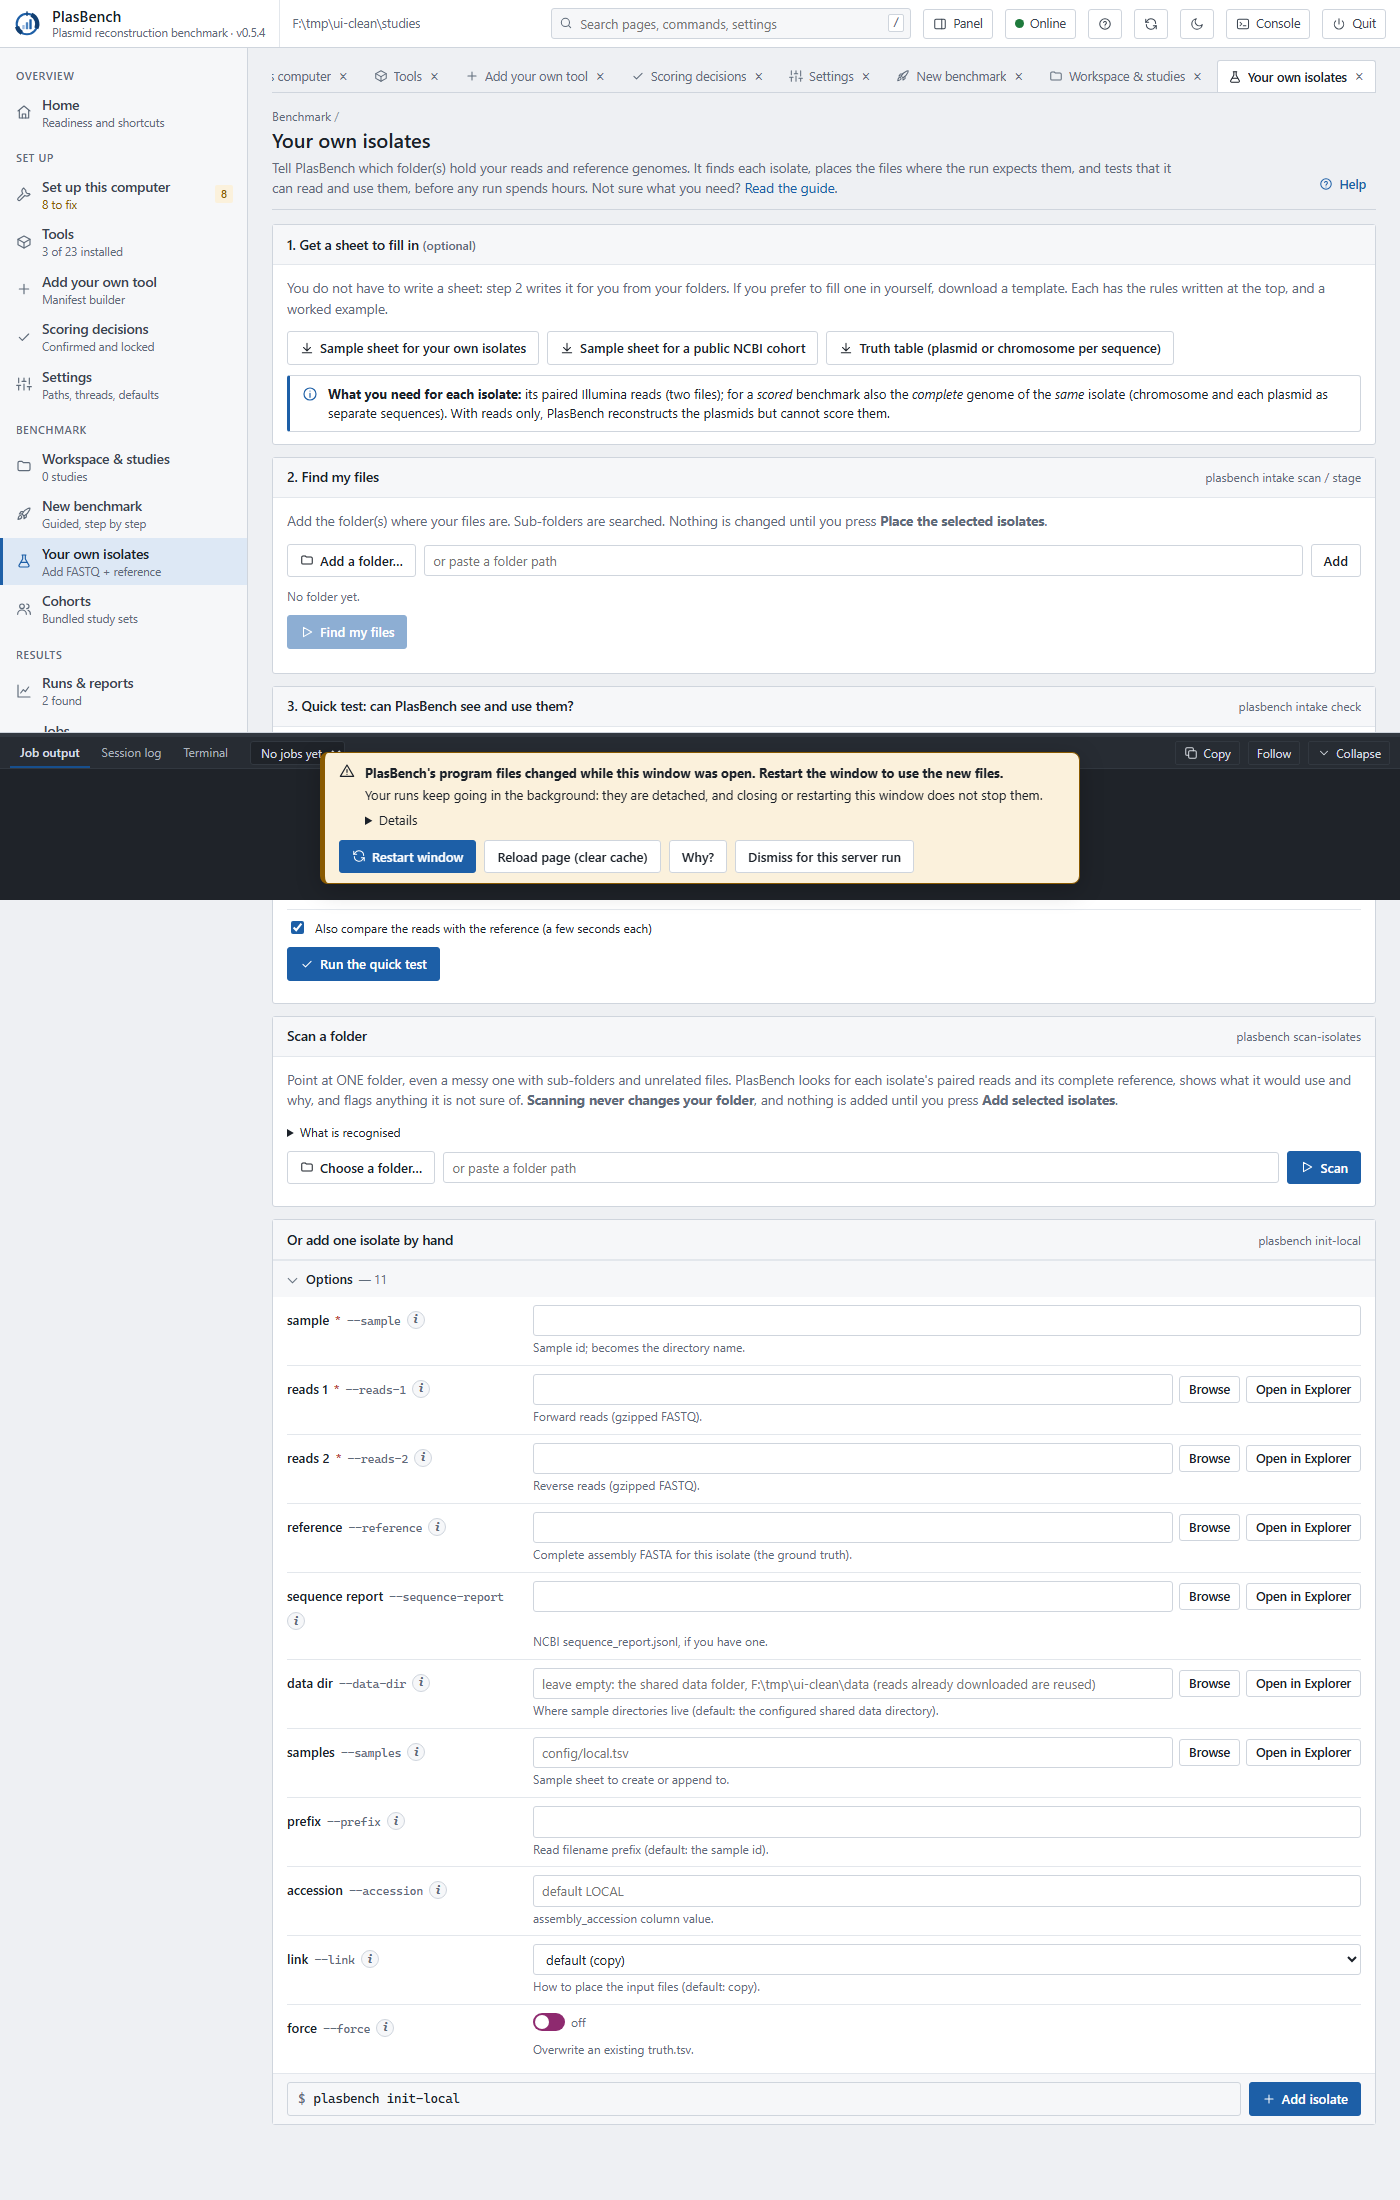 PlasBench
Plasmid reconstruction benchmark · v0.5.4
F:\tmp\ui-clean\studies
Search pages, commands, settings
/
Panel
Online
Console
Quit
OVERVIEW
Home
Readiness and shortcuts
SET UP
Set up this computer
8 to fix
8
Tools
3 of 23 installed
Add your own tool
Manifest builder
Scoring decisions
Confirmed and locked
Settings
Paths, threads, defaults
BENCHMARK
Workspace & studies
0 studies
New benchmark
Guided, step by step
Your own isolates
Add FASTQ + reference
Cohorts
Bundled study sets
RESULTS
Runs & reports
2 found
Jobs
s computer ×
Tools ×
Add your own tool ×
Scoring decisions ×
Settings ×
New benchmark ×
Workspace & studies ×
Your own isolates ×
Benchmark /
Your own isolates
Tell PlasBench which folder(s) hold your reads and reference genomes. It finds each isolate, places the files where the run expects them, and tests that it
can read and use them, before any run spends hours. Not sure what you need? Read the guide.
Help
1. Get a sheet to fill in (optional)
You do not have to write a sheet: step 2 writes it for you from your folders. If you prefer to fill one in yourself, download a template. Each has the rules written at the top, and a
worked example.
Sample sheet for your own isolates
Sample sheet for a public NCBI cohort
Truth table (plasmid or chromosome per sequence)
What you need for each isolate: its paired Illumina reads (two files); for a scored benchmark also the complete genome of the same isolate (chromosome and each plasmid as
separate sequences). With reads only, PlasBench reconstructs the plasmids but cannot score them.
2. Find my files
plasbench intake scan / stage
Add the folder(s) where your files are. Sub-folders are searched. Nothing is changed until you press Place the selected isolates.
Add a folder...
or paste a folder path
Add
No folder yet.
Find my files
3. Quick test: can PlasBench see and use them?
plasbench intake check
Job output
Session log
Terminal
No jobs yet
Copy
Follow
Collapse
PlasBench's program files changed while this window was open. Restart the window to use the new files.
Your runs keep going in the background: they are detached, and closing or restarting this window does not stop them.
Details
Restart window
Reload page (clear cache)
Why?
Dismiss for this server run
Also compare the reads with the reference (a few seconds each)
Run the quick test
Scan a folder
plasbench scan-isolates
Point at ONE folder, even a messy one with sub-folders and unrelated files. PlasBench looks for each isolate's paired reads and its complete reference, shows what it would use and
why, and flags anything it is not sure of. Scanning never changes your folder, and nothing is added until you press Add selected isolates.
What is recognised
Choose a folder...
or paste a folder path
Scan
Or add one isolate by hand
plasbench init-local
Options — 11
sample * --sample i
Sample id; becomes the directory name.
reads 1 * --reads-1 i
Browse
Open in Explorer
Forward reads (gzipped FASTQ).
reads 2 * --reads-2 i
Browse
Open in Explorer
Reverse reads (gzipped FASTQ).
reference --reference i
Browse
Open in Explorer
Complete assembly FASTA for this isolate (the ground truth).
sequence report --sequence-report
i
Browse
Open in Explorer
NCBI sequence_report.jsonl, if you have one.
data dir --data-dir i
leave empty: the shared data folder, F:\tmp\ui-clean\data (reads already downloaded are reused)
Browse
Open in Explorer
Where sample directories live (default: the configured shared data directory).
samples --samples i
config/local.tsv
Browse
Open in Explorer
Sample sheet to create or append to.
prefix --prefix i
Read filename prefix (default: the sample id).
accession --accession i
default LOCAL
assembly_accession column value.
link --link i
default (copy)
How to place the input files (default: copy).
force --force i
off
Overwrite an existing truth.tsv.
$ plasbench init-local
Add isolate